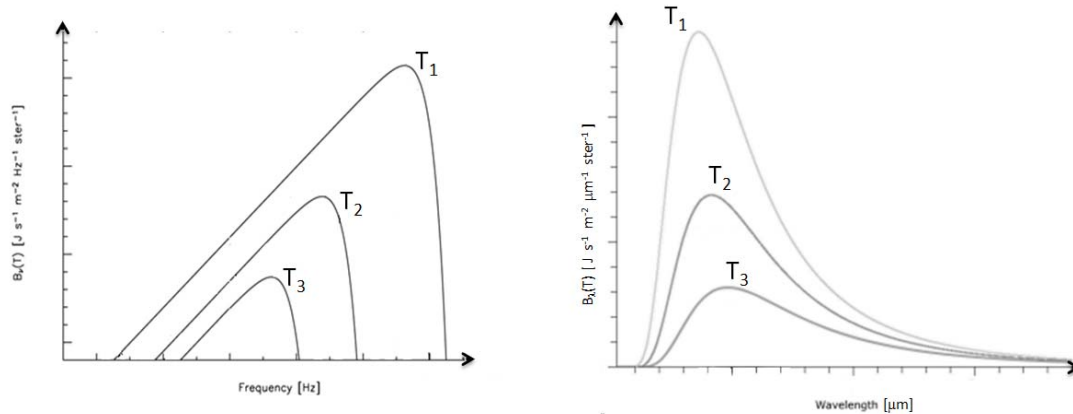 T₁
T₂
T₃
Bᵥ(T) [J s⁻¹ m⁻² Hz⁻¹ ster⁻¹]
Frequency [Hz]
T₁
T₂
T₃
Bλ(T) [ J s⁻¹ m⁻² μm⁻¹ ster⁻¹]
Wavelength [μm]